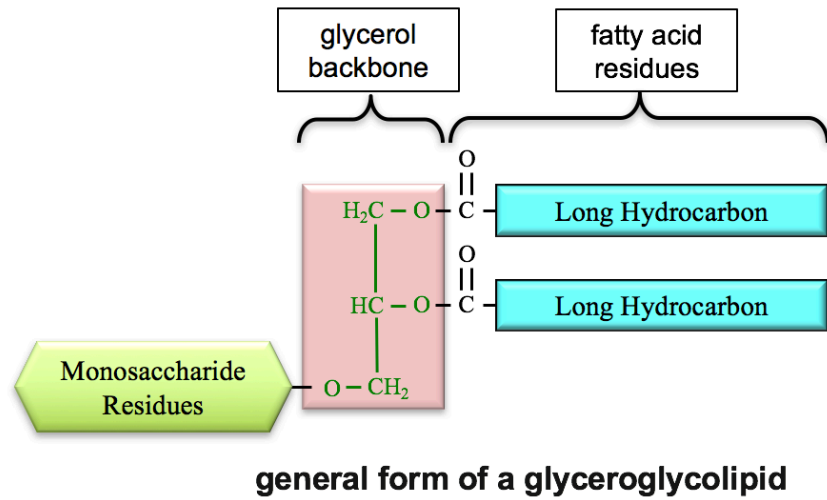 glycerol
backbone
fatty acid
residues
O
||
H₂C – O – C – Long Hydrocarbon
O
||
HC – O – C – Long Hydrocarbon
Monosaccharide
Residues
– O – CH₂
general form of a glyceroglycolipid